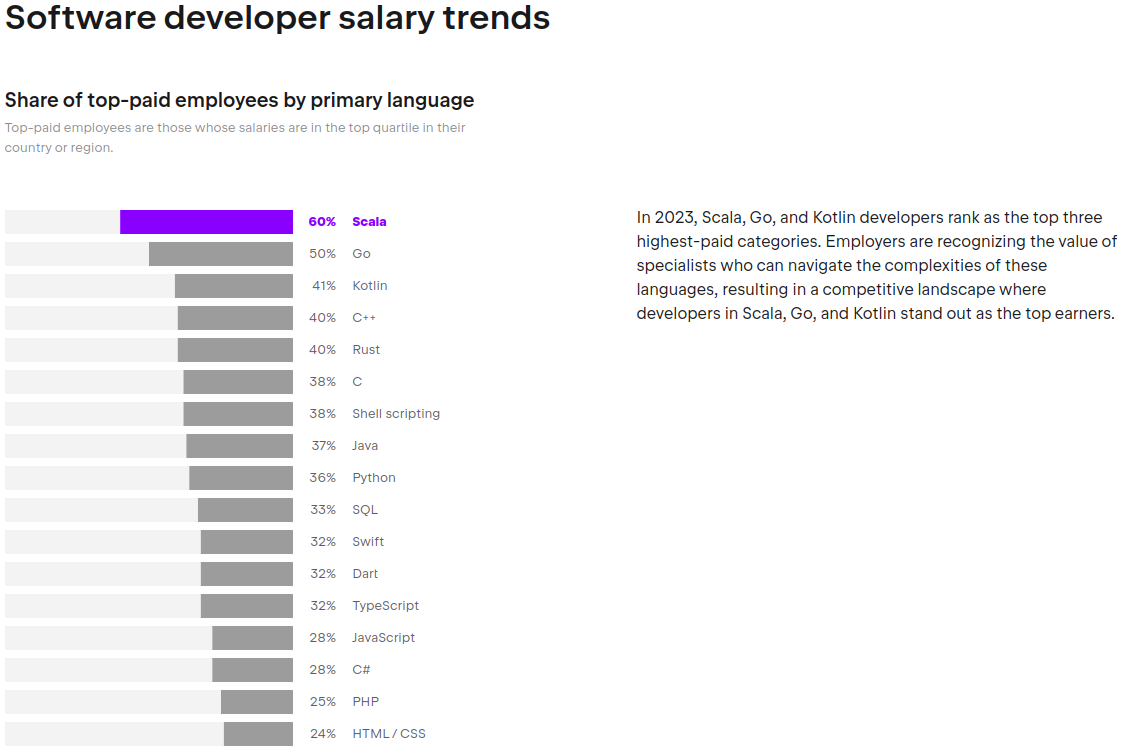 Software developer salary trends
Share of top-paid employees by primary language
Top-paid employees are those whose salaries are in the top quartile in their
country or region.
60% Scala
50% Go
41% Kotlin
40% C++
40% Rust
38% C
38% Shell scripting
37% Java
36% Python
33% SQL
32% Swift
32% Dart
32% TypeScript
28% JavaScript
28% C#
25% PHP
24% HTML / CSS
In 2023, Scala, Go, and Kotlin developers rank as the top three
highest-paid categories. Employers are recognizing the value of
specialists who can navigate the complexities of these
languages, resulting in a competitive landscape where
developers in Scala, Go, and Kotlin stand out as the top earners.